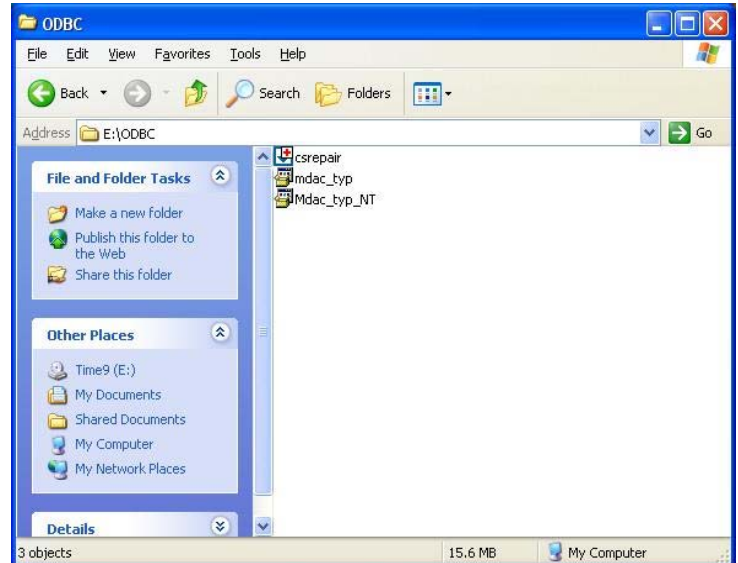 ODBC
File Edit View Favorites Tools Help
Back Search Folders
Address E:\ODBC Go
File and Folder Tasks
Make a new folder
Publish this folder to
the Web
Share this folder
Other Places
Time9 (E:)
My Documents
Shared Documents
My Computer
My Network Places
Details
csrepair
mdac_typ
Mdac_typ_NT
3 objects 15.6 MB My Computer